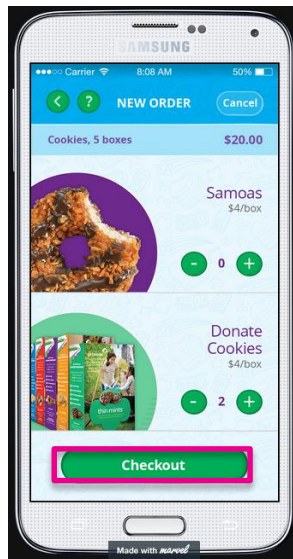 SAMSUNG
Carrier 8:08 AM 50%
? NEW ORDER Cancel
Cookies, 5 boxes $20.00
Samoas
$4/box
- 0 +
Donate
Cookies
$4/box
- 2 +
thin mints
Checkout
Made with marvel